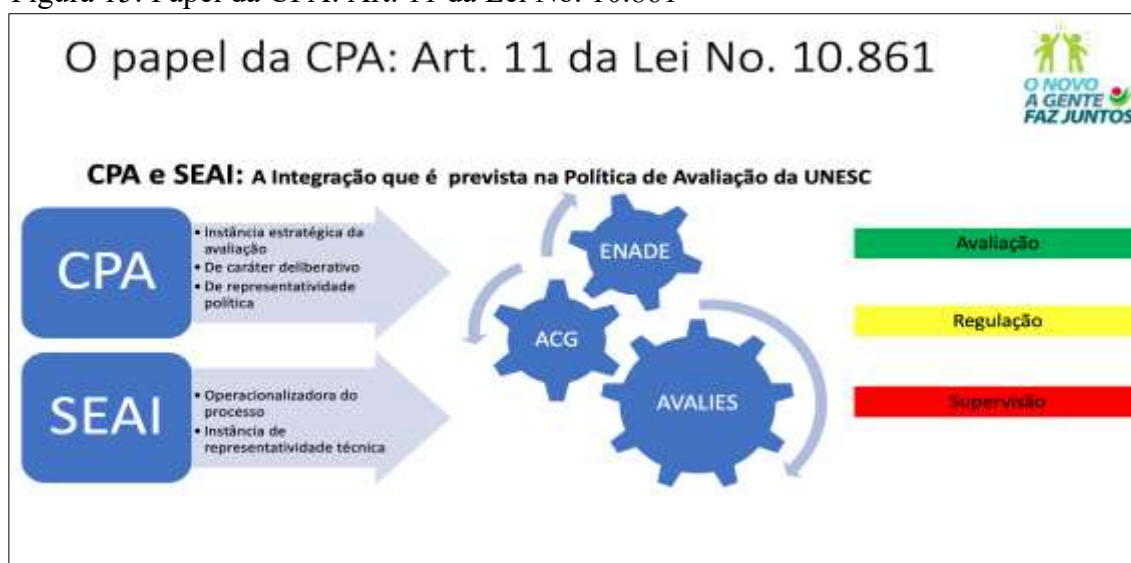 O papel da CPA: Art. 11 da Lei No. 10.861
O NOVO
A GENTE
FAZ JUNTOS
CPA e SEAI: A Integração que é prevista na Política de Avaliação da UNESC
CPA
• Instância estratégica da
avaliação
• De caráter deliberativo
• De representatividade
política
SEAI
• Operacionalizadora do
processo
• Instância de
representatividade técnica
ENADE
ACG
AVALIES
Avaliação
Regulação
Supervisão